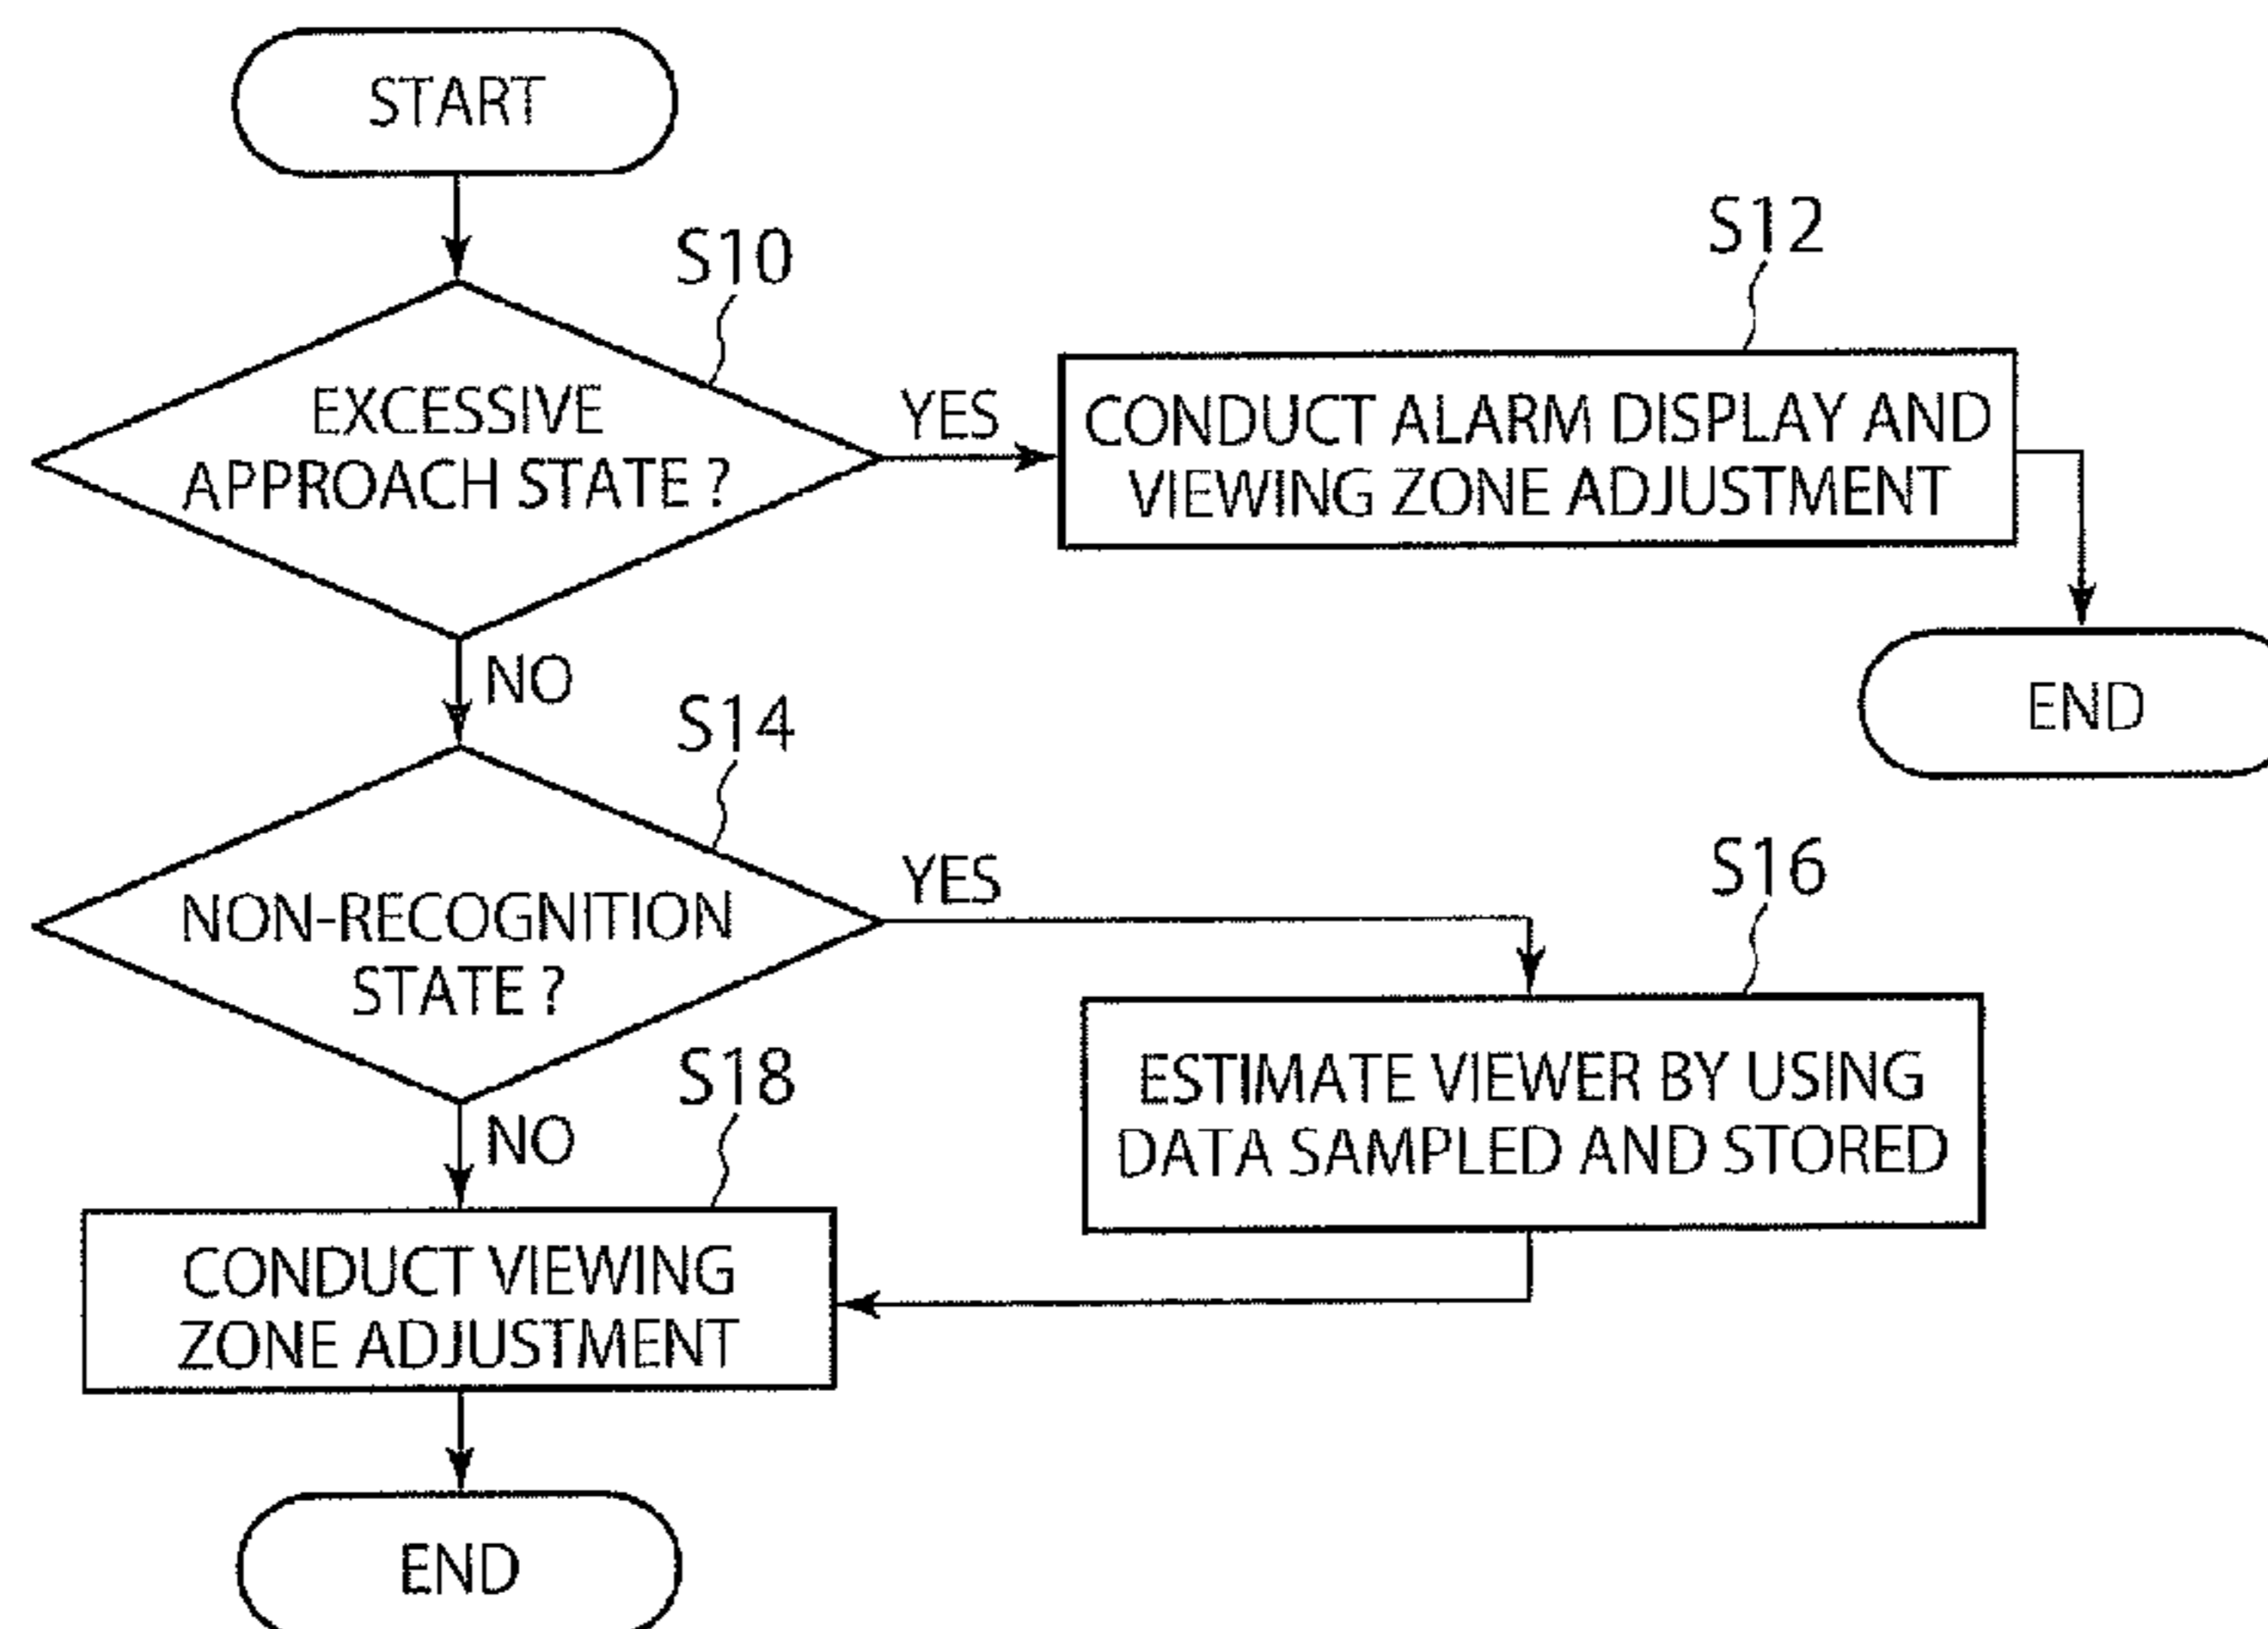 START
S10
EXCESSIVE
APPROACH STATE ?
YES
S12
CONDUCT ALARM DISPLAY AND
VIEWING ZONE ADJUSTMENT
END
NO
S14
NON-RECOGNITION
STATE ?
YES
S16
ESTIMATE VIEWER BY USING
DATA SAMPLED AND STORED
NO
S18
CONDUCT VIEWING
ZONE ADJUSTMENT
END